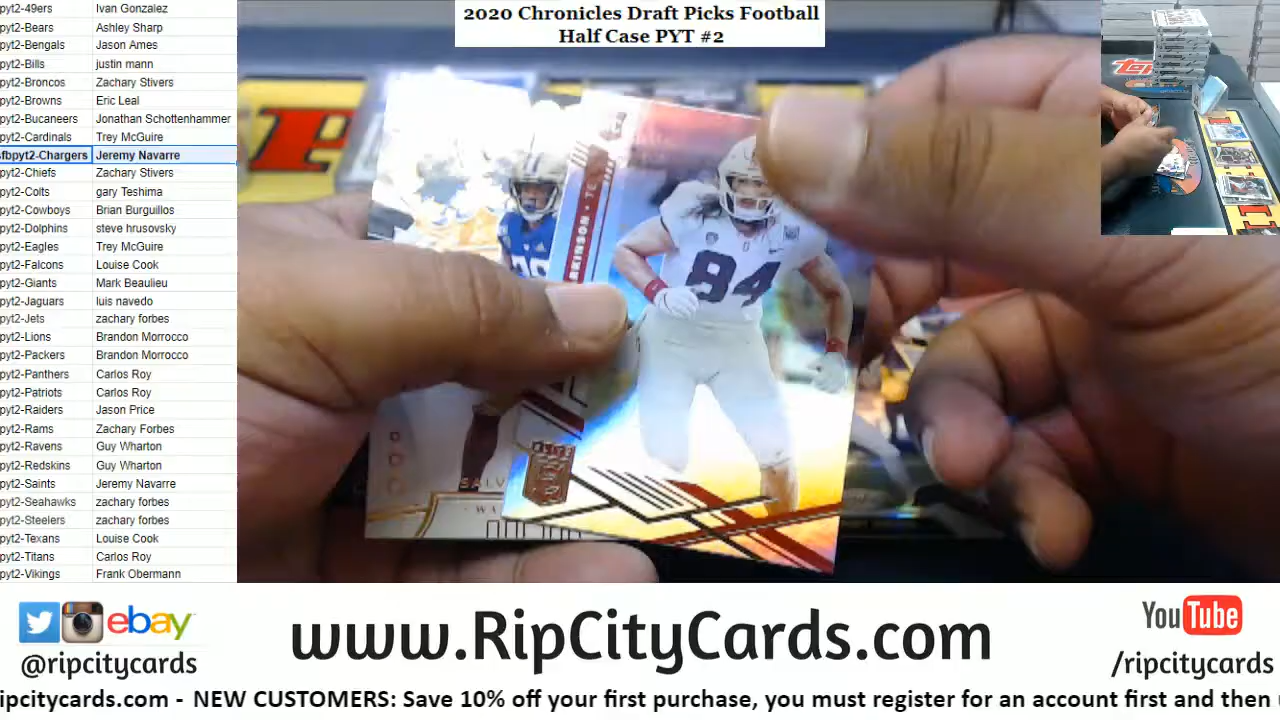 2020 Chronicles Draft Picks Football
Half Case PYT #2
pyt2-49ers Ivan Gonzalez
pyt2-Bears Ashley Sharp
pyt2-Bengals Jason Ames
pyt2-Bills justin mann
pyt2-Broncos Zachary Stivers
pyt2-Browns Eric Leal
pyt2-Bucaneers Jonathan Schottenhammer
pyt2-Cardinals Trey McGuire
fbpyt2-Chargers Jeremy Navarre
pyt2-Chiefs Zachary Stivers
pyt2-Colts gary Teshima
pyt2-Cowboys Brian Burguillos
pyt2-Dolphins steve hrusovsky
pyt2-Eagles Trey McGuire
pyt2-Falcons Louise Cook
pyt2-Giants Mark Beaulieu
pyt2-Jaguars luis navedo
pyt2-Jets zachary forbes
pyt2-Lions Brandon Morrocco
pyt2-Packers Brandon Morrocco
pyt2-Panthers Carlos Roy
pyt2-Patriots Carlos Roy
pyt2-Raiders Jason Price
pyt2-Rams Zachary Forbes
pyt2-Ravens Guy Wharton
pyt2-Redskins Guy Wharton
pyt2-Saints Jeremy Navarre
pyt2-Seahawks zachary forbes
pyt2-Steelers zachary forbes
pyt2-Texans Louise Cook
pyt2-Titans Carlos Roy
pyt2-Vikings Frank Obermann
84
ELITE
ebay
@ripcitycards
www.RipCityCards.com
YouTube
/ripcitycards
ripcitycards.com - NEW CUSTOMERS: Save 10% off your first purchase, you must register for an account first and then